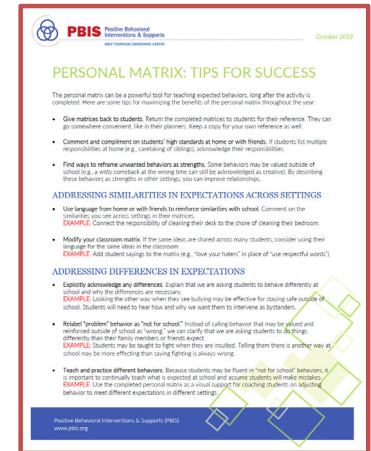 PBIS Positive Behavioral
Interventions & Supports
October 2019
PERSONAL MATRIX: TIPS FOR SUCCESS
The personal matrix can be a powerful tool for teaching expected behaviors, long after the activity is
completed. Here are some tips for maximizing the benefits of the personal matrix throughout the year:
• Give matrices back to students. Return the completed matrices to students for their reference. They can
go somewhere convenient, like in their planners. Keep a copy for your own reference as well.
• Comment and compliment on students' high standards at home or with friends. If students list multiple
responsibilities at home (e.g., caretaking of siblings), acknowledge their responsibilities.
• Find ways to reframe unwanted behaviors as strengths. Some behaviors may be valued outside of
school (e.g., a witty comeback at the wrong time can still be acknowledged as creative). By describing
these behaviors as strengths in other settings, you can improve relationships.
ADDRESSING SIMILARITIES IN EXPECTATIONS ACROSS SETTINGS
• Use language from home or with friends to reinforce similarities with school. Comment on the
similarities you see across settings in their matrices.
EXAMPLE: Connect the responsibility of cleaning their desk to the chore of cleaning their bedroom.
• Modify your classroom matrix. If the same ideas are shared across many students, consider using their
language for the same ideas in the classroom.
EXAMPLE: Add student sayings to the matrix (e.g., "love your haters" in place of "use respectful words")
ADDRESSING DIFFERENCES IN EXPECTATIONS
• Explicitly acknowledge any differences. Explain that we are asking students to behave differently at
school and why the differences are necessary.
EXAMPLE: Looking the other way when they see bullying may be effective for staying safe outside of
school. Students will need to hear how and why we want them to intervene as bystanders.
• Relabel "problem" behavior as "not for school." Instead of calling behavior that may be valued and
reinforced outside of school as "wrong," we can clarify that we are asking students to do things
differently than their family members or friends expect.
EXAMPLE: Students may be taught to fight when they are insulted. Telling them there is another way at
school may be more effective than saying fighting is always wrong.
• Teach and practice different behaviors. Because students may be fluent in "not for school" behaviors, it
is important to continually teach what is expected at school and assume students will make mistakes.
EXAMPLE: Use the completed personal matrix as a visual support for coaching students on adjusting
behavior to meet different expectations in different settings.
Positive Behavioral Interventions & Supports (PBIS)
www.pbis.org